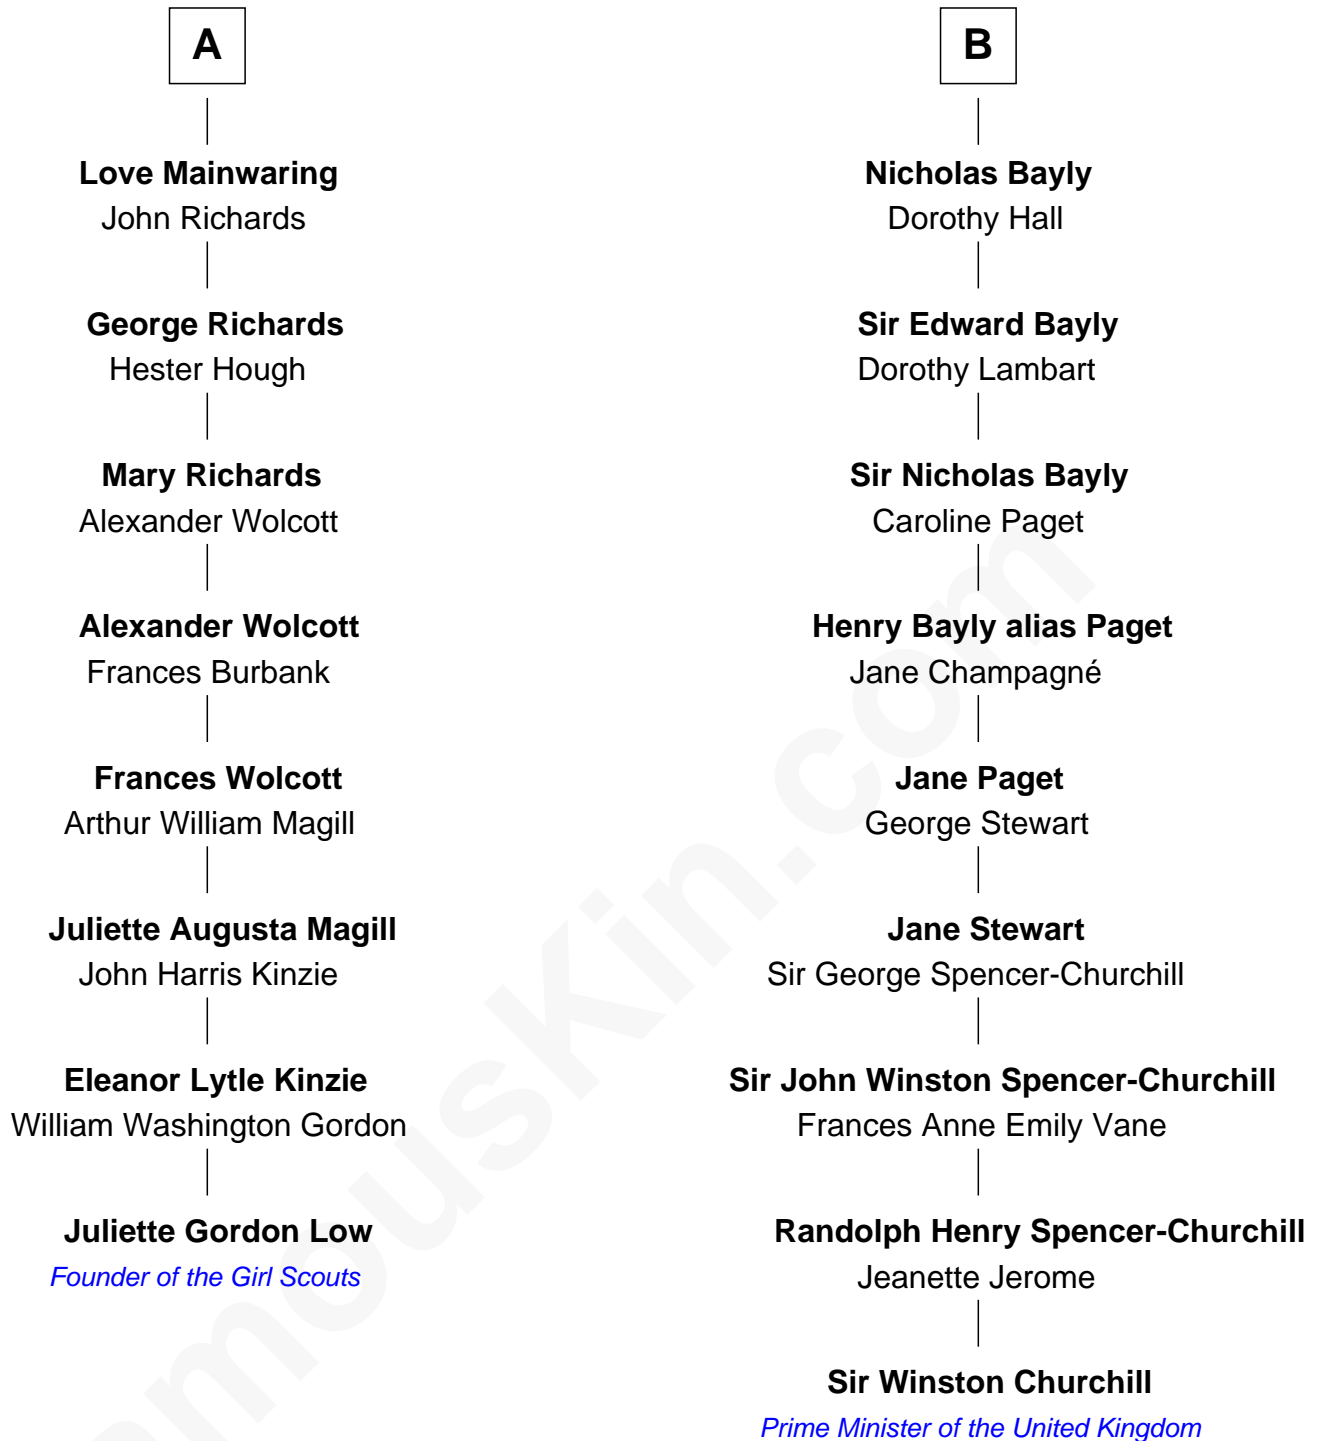 A
Love Mainwaring
John Richards
George Richards
Hester Hough
Mary Richards
Alexander Wolcott
Alexander Wolcott
Frances Burbank
Frances Wolcott
Arthur William Magill
Juliette Augusta Magill
John Harris Kinzie
Eleanor Lytle Kinzie
William Washington Gordon
Juliette Gordon Low
Founder of the Girl Scouts
B
Nicholas Bayly
Dorothy Hall
Sir Edward Bayly
Dorothy Lambart
Sir Nicholas Bayly
Caroline Paget
Henry Bayly alias Paget
Jane Champagné
Jane Paget
George Stewart
Jane Stewart
Sir George Spencer-Churchill
Sir John Winston Spencer-Churchill
Frances Anne Emily Vane
Randolph Henry Spencer-Churchill
Jeanette Jerome
Sir Winston Churchill
Prime Minister of the United Kingdom
amousKin.com